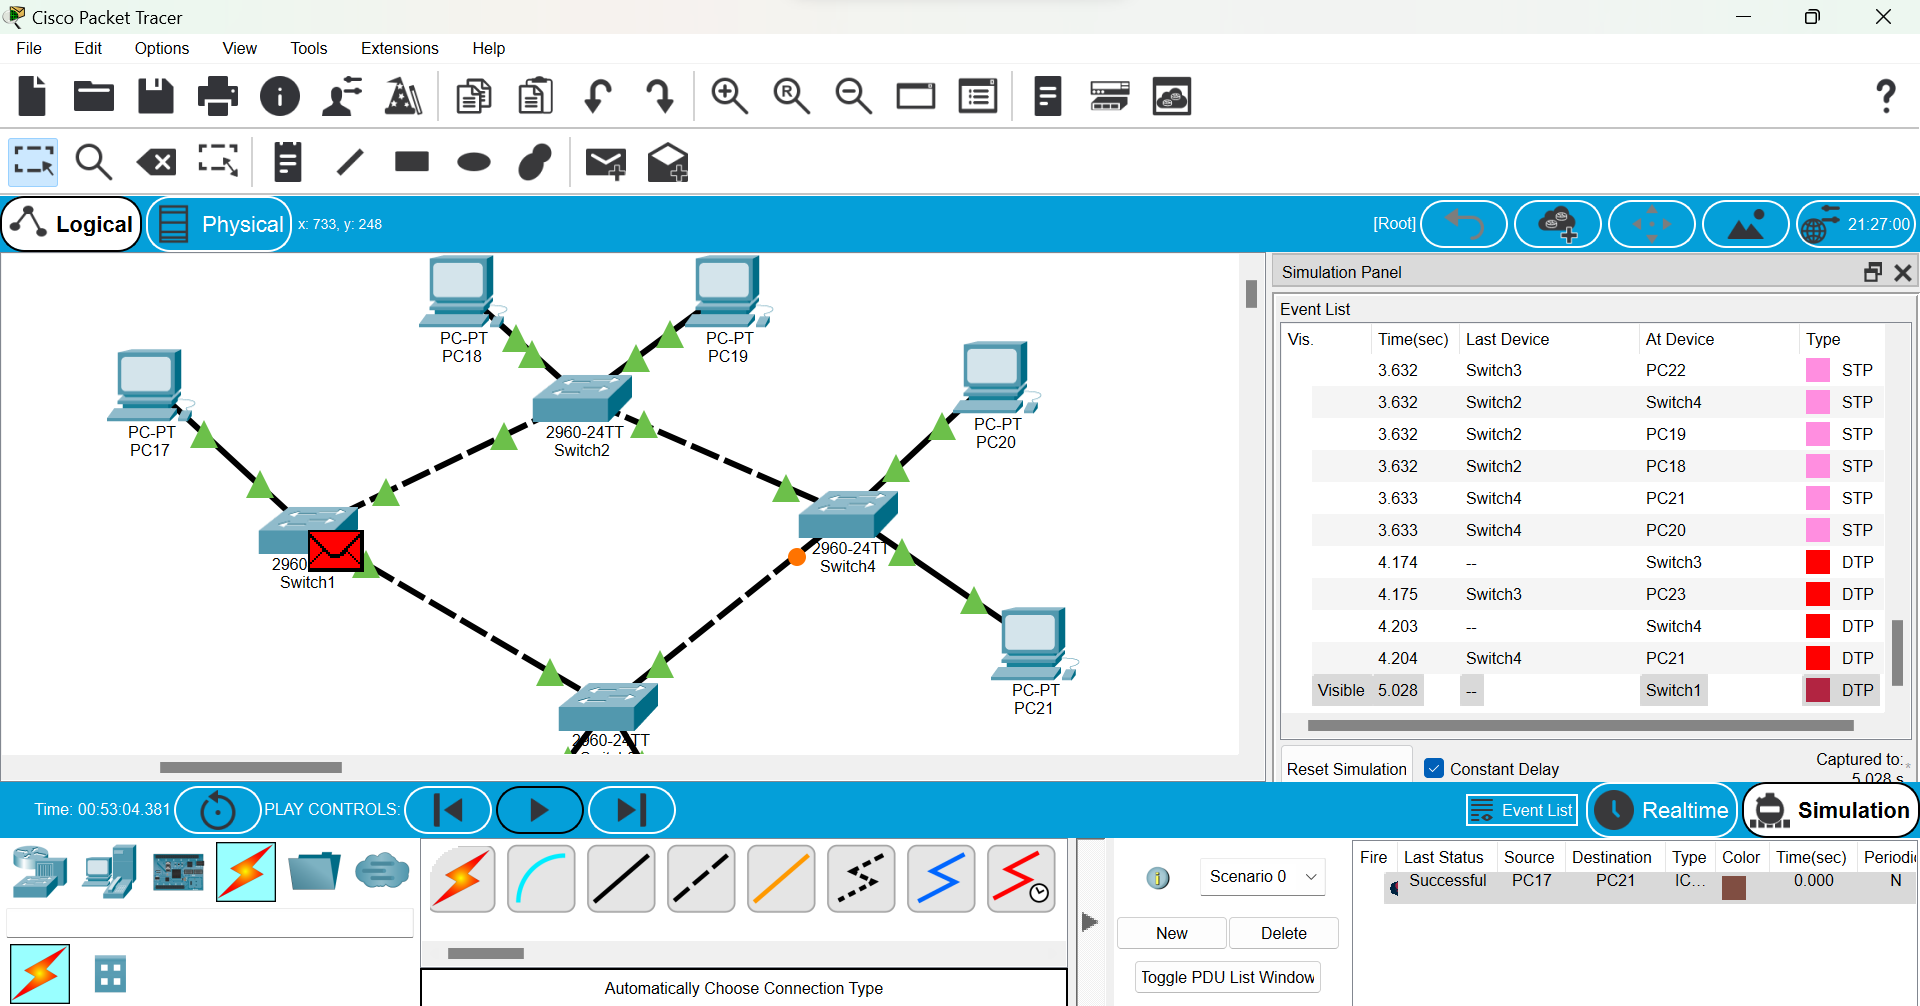 Cisco Packet Tracer
File Edit Options View Tools Extensions Help
Logical Physical x: 733, y: 248 [Root] 21:27:00
PC-PT
PC18
PC-PT
PC19
PC-PT
PC17
2960-24TT
Switch2
PC-PT
PC20
2960
Switch1
2960-24TT
Switch4
PC-PT
PC21
2960-24TT
Simulation Panel
Event List
Vis. Time(sec) Last Device At Device Type
3.632 Switch3 PC22 STP
3.632 Switch2 Switch4 STP
3.632 Switch2 PC19 STP
3.632 Switch2 PC18 STP
3.633 Switch4 PC21 STP
3.633 Switch4 PC20 STP
4.174 -- Switch3 DTP
4.175 Switch3 PC23 DTP
4.203 -- Switch4 DTP
4.204 Switch4 PC21 DTP
Visible 5.028 -- Switch1 DTP
Reset Simulation Constant Delay Captured to:
5.028 s
Time: 00:53:04.381 PLAY CONTROLS: Event List Realtime Simulation
Scenario 0
New Delete
Toggle PDU List Window
Automatically Choose Connection Type
Fire Last Status Source Destination Type Color Time(sec) Periodic
Successful PC17 PC21 IC... 0.000 N